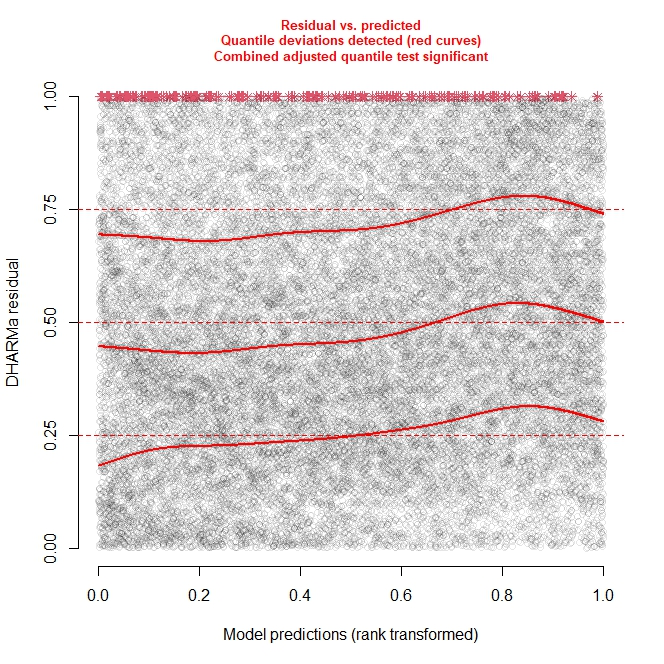 Residual vs. predicted
Quantile deviations detected (red curves)
Combined adjusted quantile test significant
1.00
0.75
0.50
0.25
0.00
DHARMa residual
0.0 0.2 0.4 0.6 0.8 1.0
Model predictions (rank transformed)